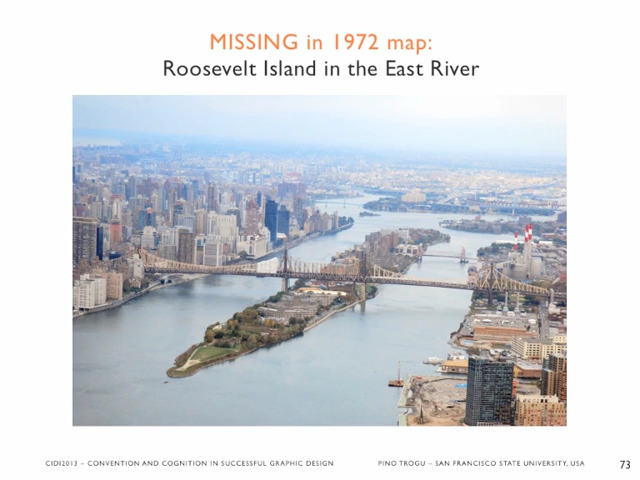 MISSING in 1972 map:
Roosevelt Island in the East River
CIDI2013 – CONVENTION AND COGNITION IN SUCCESSFUL GRAPHIC DESIGN
PINO TROGU – SAN FRANCISCO STATE UNIVERSITY, USA
73